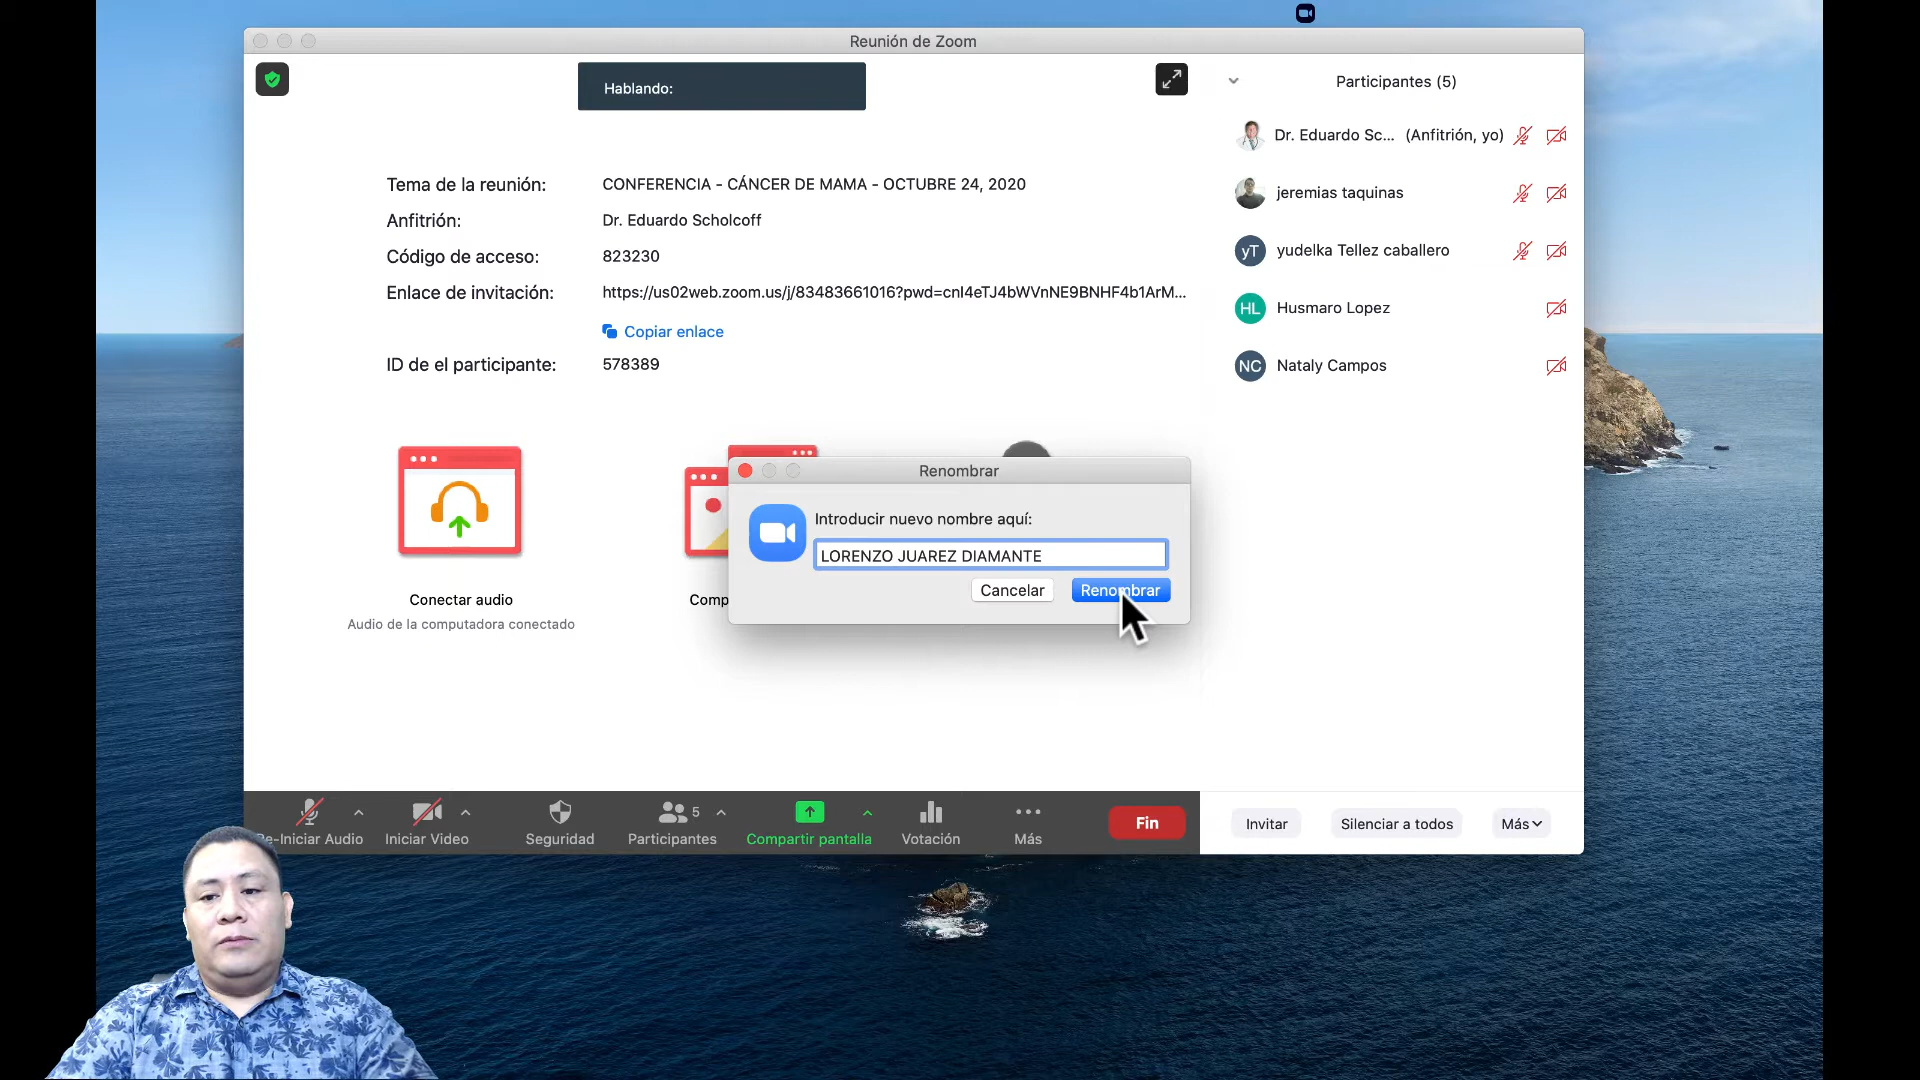 Reunión de Zoom
Hablando:
Participantes (5)
Dr. Eduardo Sc... (Anfitrión, yo)
jeremias taquinas
yT yudelka Tellez caballero
HL Husmaro Lopez
NC Nataly Campos
Tema de la reunión: CONFERENCIA - CÁNCER DE MAMA - OCTUBRE 24, 2020
Anfitrión: Dr. Eduardo Scholcoff
Código de acceso: 823230
Enlace de invitación: https://us02web.zoom.us/j/83483661016?pwd=cnI4eTJ4bWVnNE9BNHF4b1ArM...
Copiar enlace
ID de el participante: 578389
Renombrar
Introducir nuevo nombre aquí:
LORENZO JUAREZ DIAMANTE
Cancelar Renombrar
Conectar audio
Comp
Audio de la computadora conectado
5
e-Iniciar Audio Iniciar Video Seguridad Participantes Compartir pantalla Votación Más Fin
Invitar Silenciar a todos Más